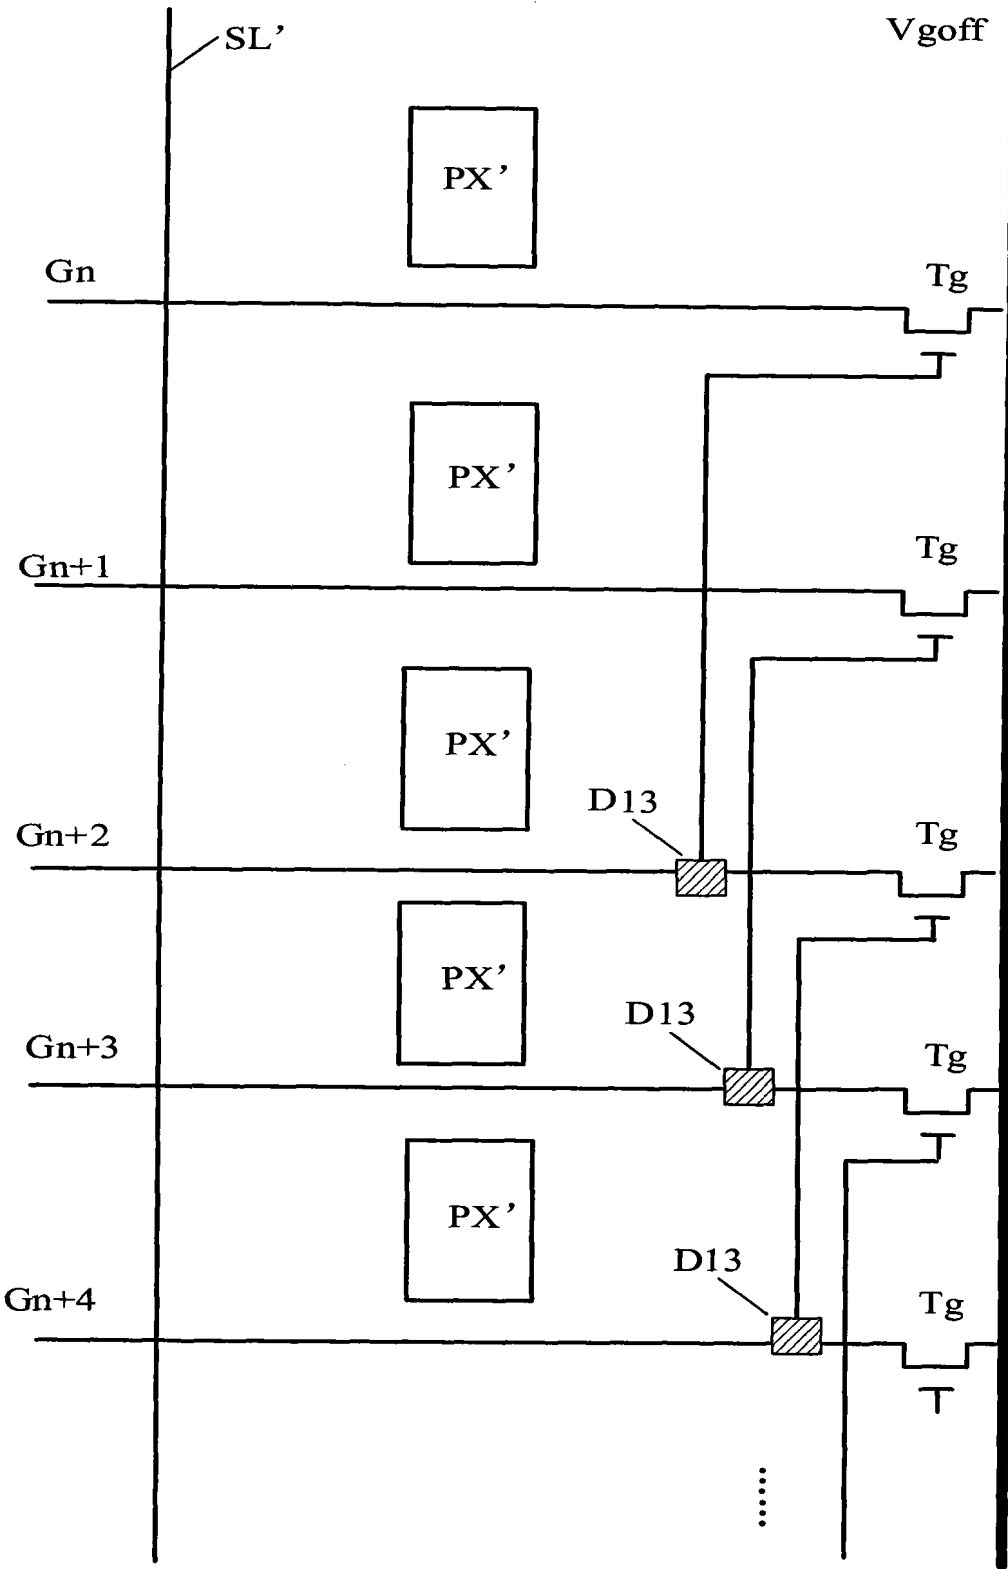 Vgoff
SL’
PX’
Gn
Tg
PX’
Gn+1
Tg
PX’
D13
Gn+2
Tg
PX’
D13
Gn+3
Tg
PX’
D13
Gn+4
Tg